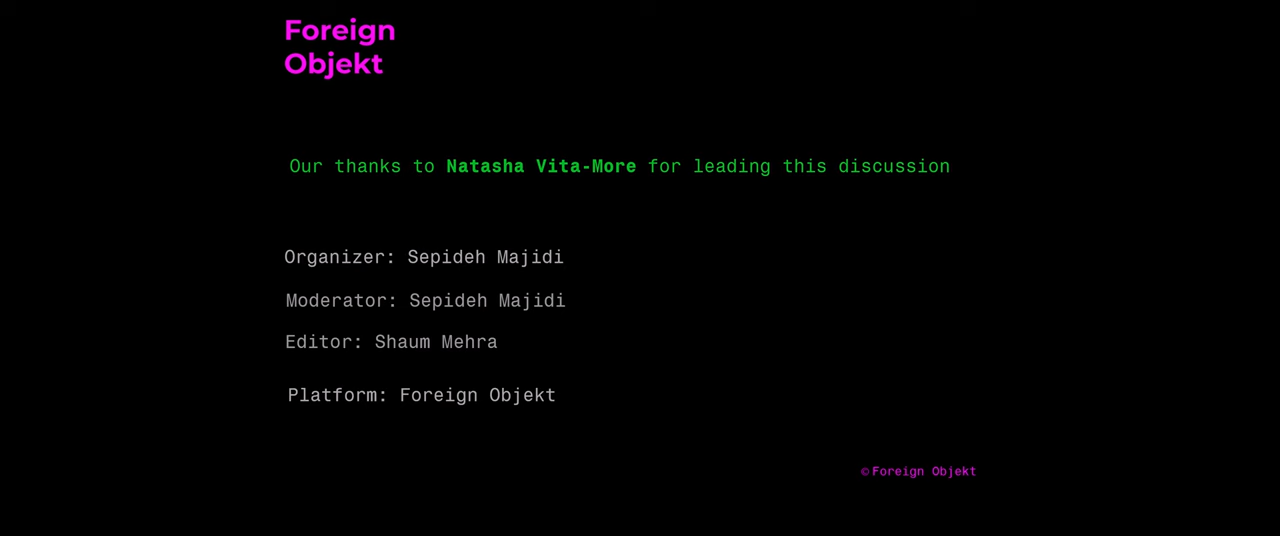 Foreign
Objekt
Our thanks to Natasha Vita-More for leading this discussion
Organizer: Sepideh Majidi
Moderator: Sepideh Majidi
Editor: Shaum Mehra
Platform: Foreign Objekt
© Foreign Objekt